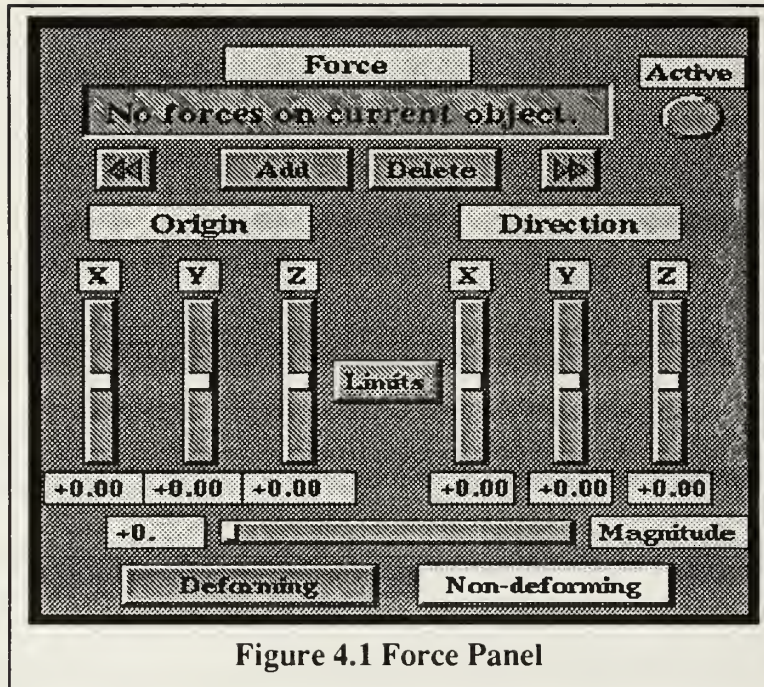 Force
Active
No forces on current object.
Add Delete
Origin Direction
X Y Z X Y Z
Limits
+0.00 +0.00 +0.00 +0.00 +0.00 +0.00
+0. Magnitude
Deforming Non-deforming
Figure 4.1 Force Panel